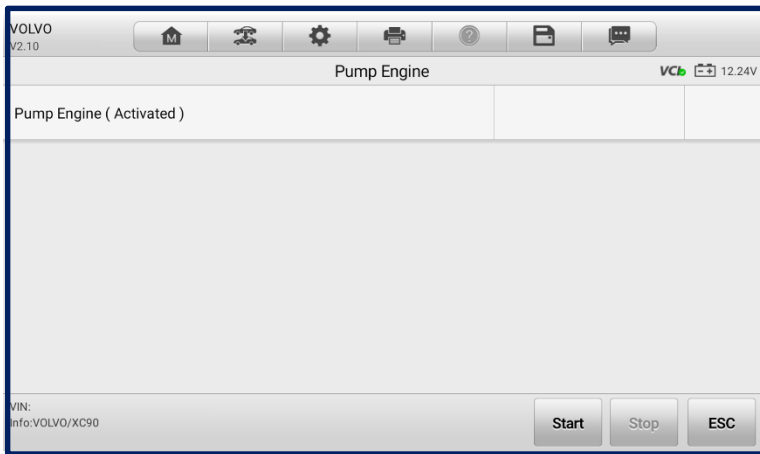 VOLVO
V2.10
M
?
Pump Engine
VCb
12.24V
Pump Engine ( Activated )
VIN:
Info:VOLVO/XC90
Start
Stop
ESC